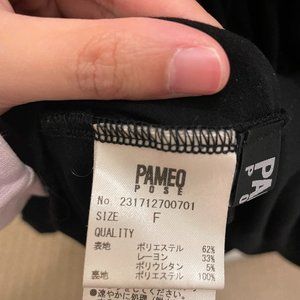 PAMEO
POSE
No 231712700701
SIZE F
QUALITY
表地 ポリエステル 62%
レーヨン 33%
ポリウレタン 5%
裏地 ポリエステル 100%
PA
P